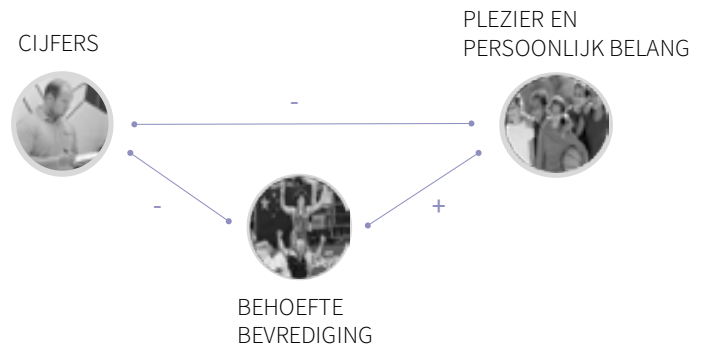 PLEZIER EN
PERSOONLIJK BELANG
CIJFERS
-
-
+
BEHOEFTE
BEVREDIGING